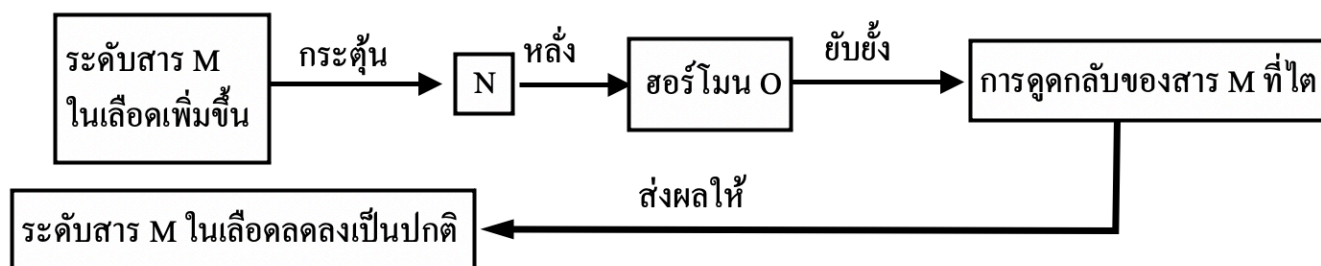 ระดับสาร M
ในเลือดเพิ่มขึ้น
กระตุ้น
N
หลั่ง
ฮอร์โมน O
ยับยั้ง
การดูดกลับของสาร M ที่ไต
ส่งผลให้
ระดับสาร M ในเลือดลดลงเป็นปกติ